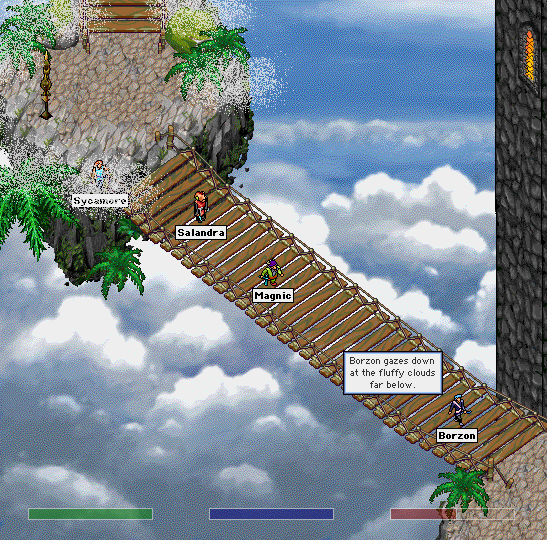 Sycamore
Salandra
Magnic
Borzon gazes down
at the fluffy clouds
far below.
Borzon